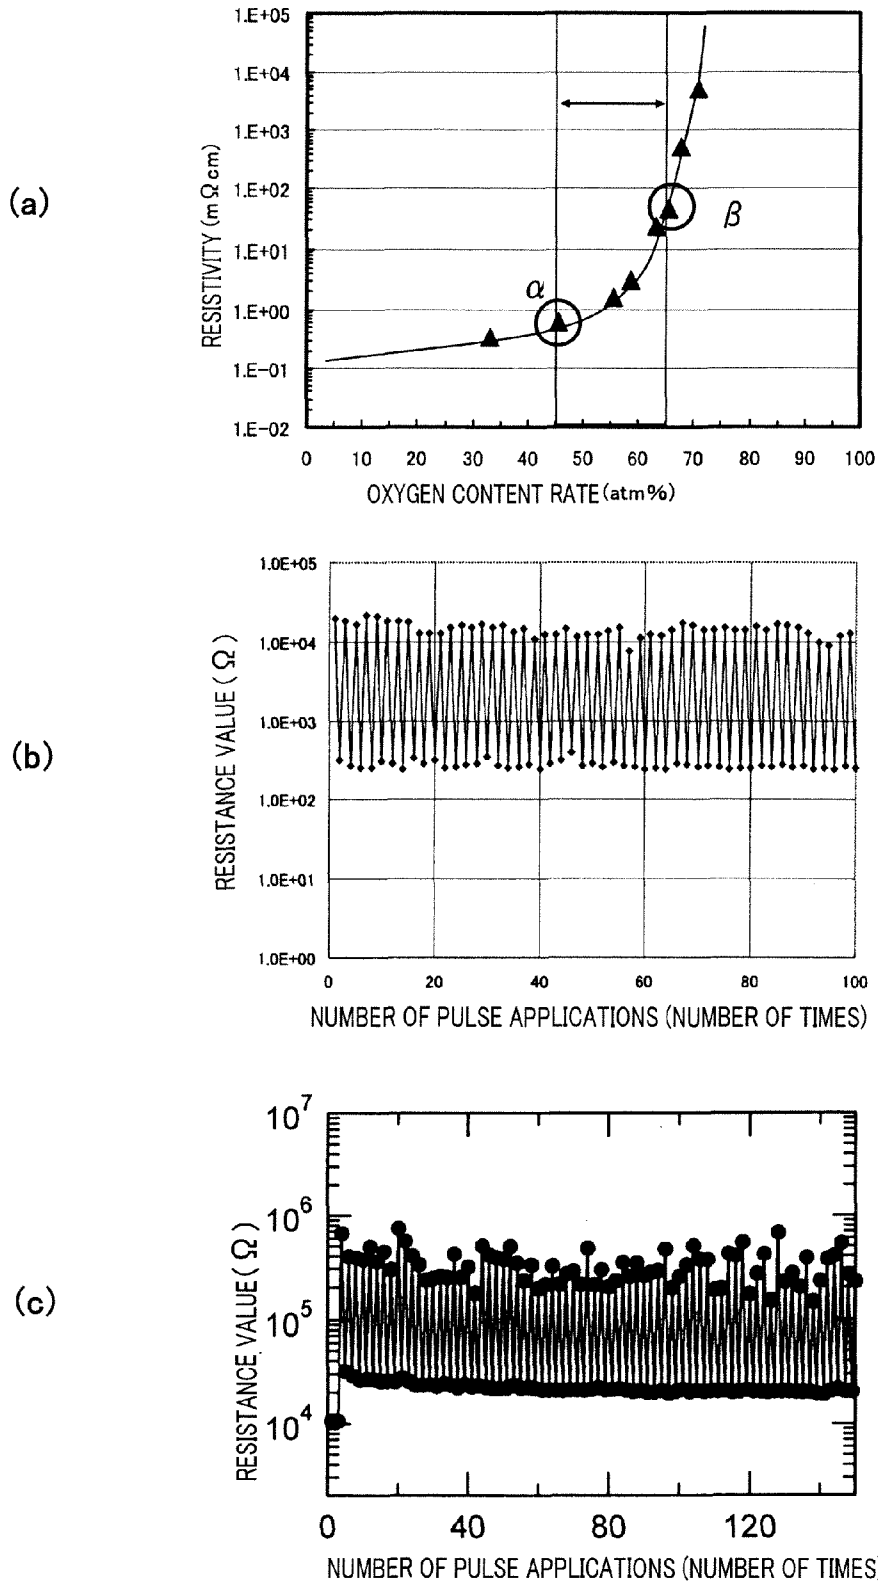 (a)
RESISTIVITY (mΩcm)
1.E+05
1.E+04
1.E+03
1.E+02
1.E+01
1.E+00
1.E-01
1.E-02
α
β
0 10 20 30 40 50 60 70 80 90 100
OXYGEN CONTENT RATE (atm%)
(b)
RESISTANCE VALUE (Ω)
1.0E+05
1.0E+04
1.0E+03
1.0E+02
1.0E+01
1.0E+00
0 20 40 60 80 100
NUMBER OF PULSE APPLICATIONS (NUMBER OF TIMES)
(c)
RESISTANCE VALUE (Ω)
10^7
10^6
10^5
10^4
0 40 80 120
NUMBER OF PULSE APPLICATIONS (NUMBER OF TIMES